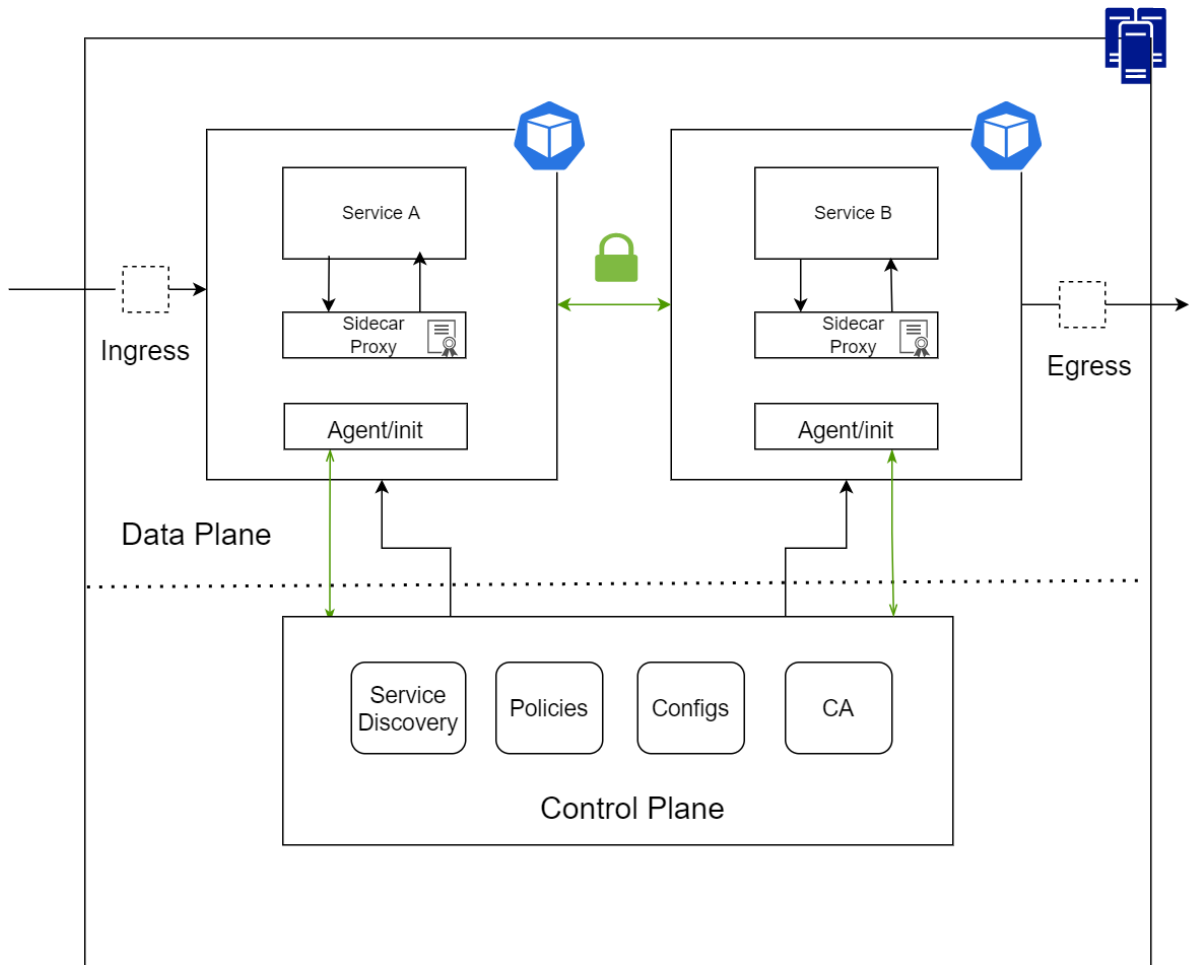 Service A
Service B
Sidecar
Proxy
Sidecar
Proxy
Ingress
Egress
Agent/init
Agent/init
Data Plane
Service
Discovery
Policies
Configs
CA
Control Plane